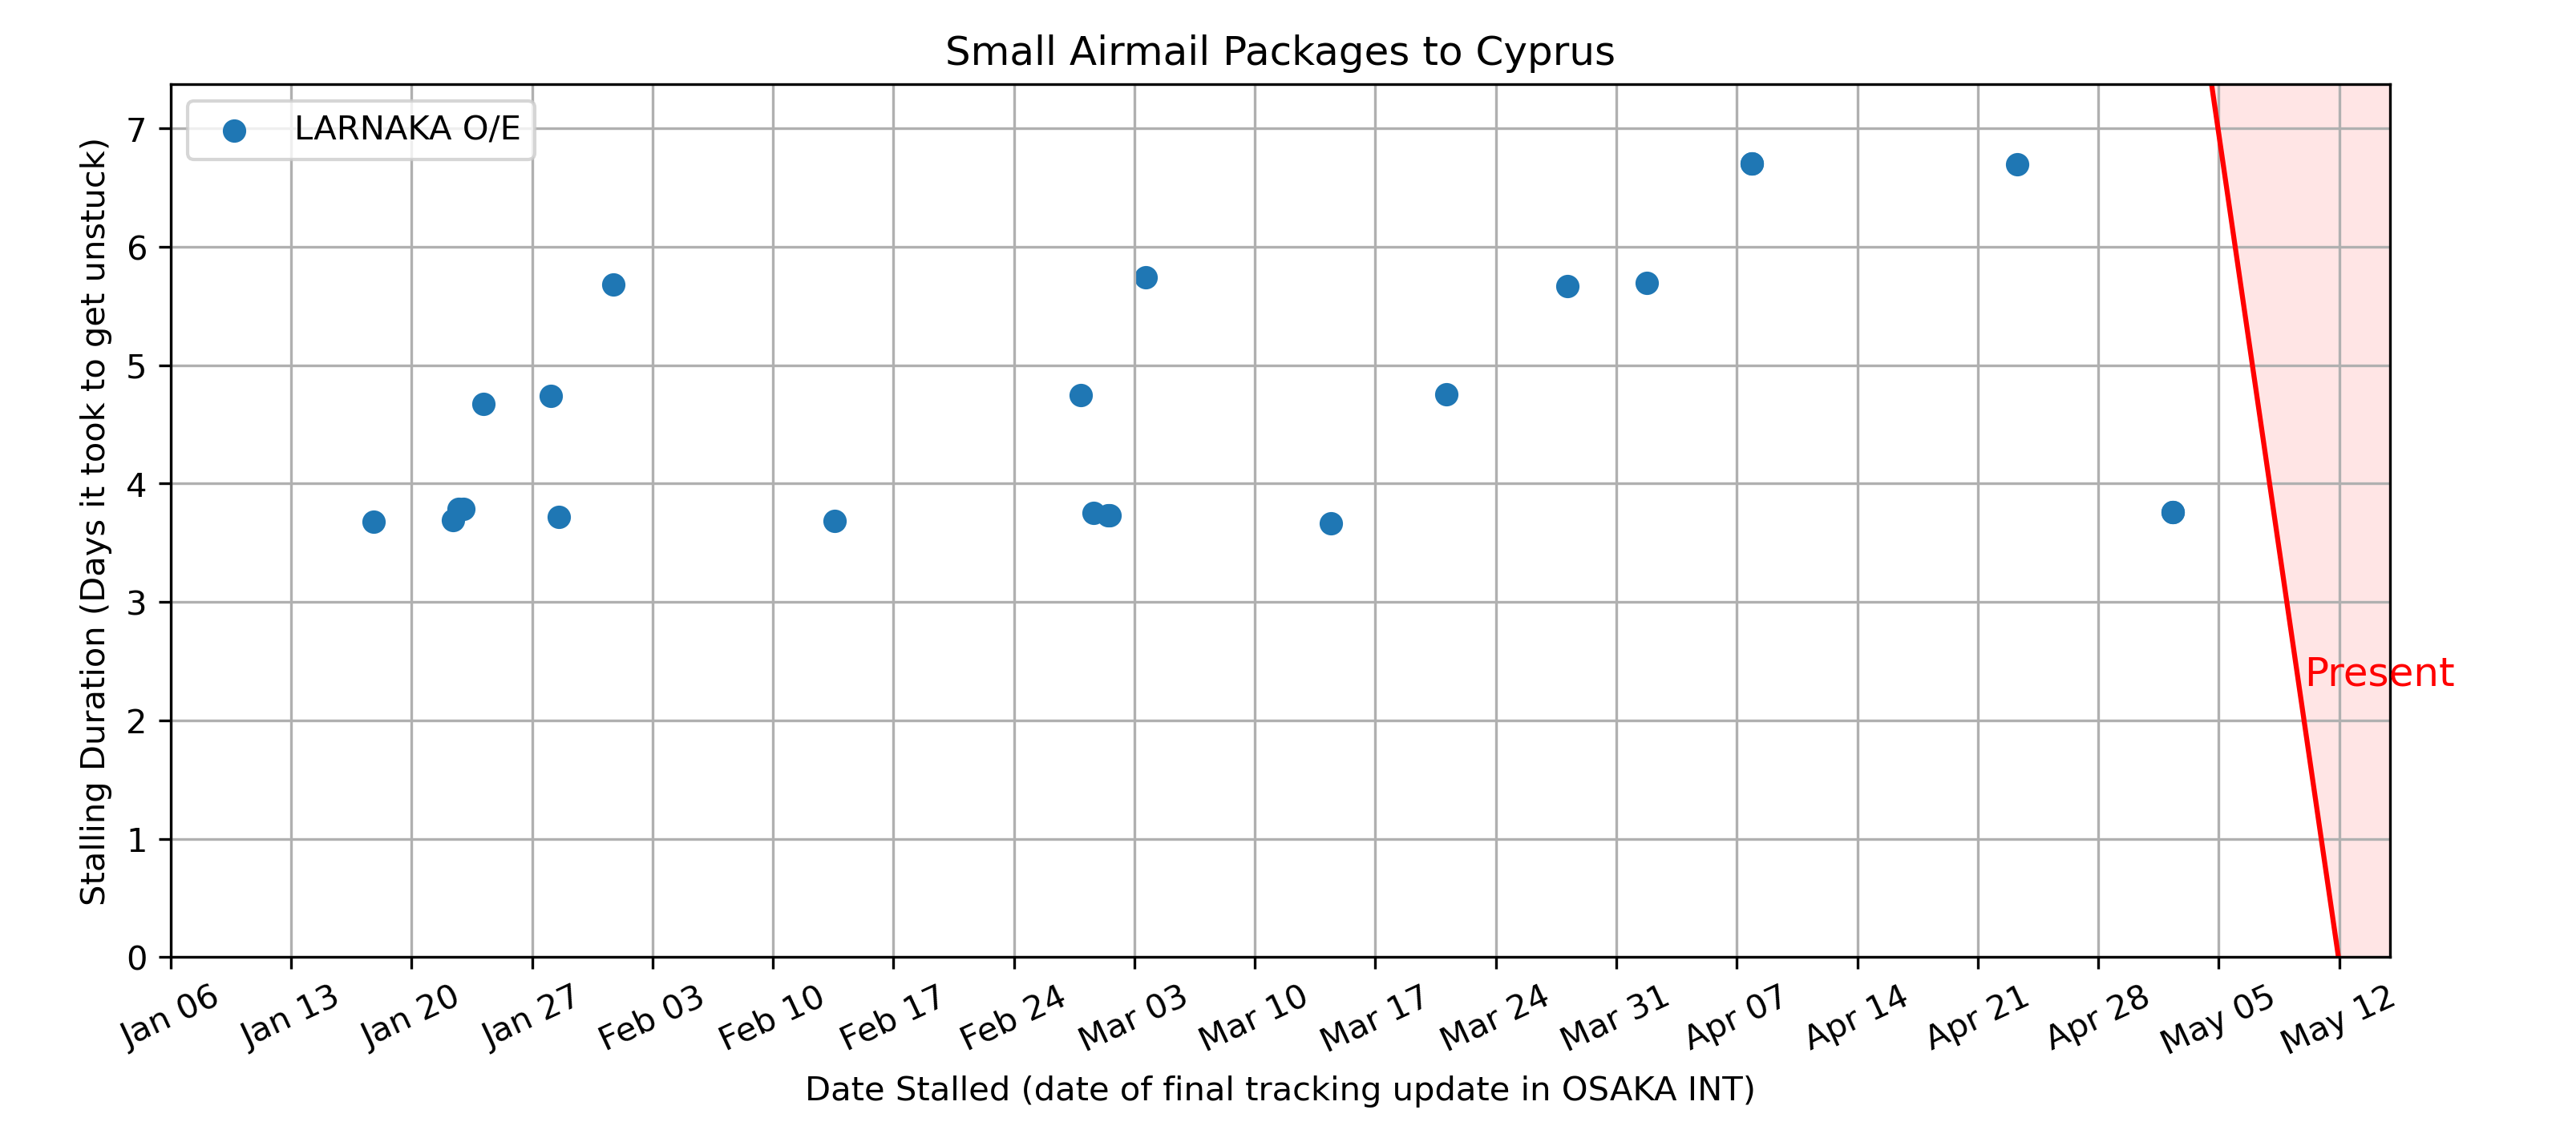 Small Airmail Packages to Cyprus
LARNAKA O/E
Stalling Duration (Days it took to get unstuck)
7
6
5
4
3
2
1
0
Present
Jan 06
Jan 13
Jan 20
Jan 27
Feb 03
Feb 10
Feb 17
Feb 24
Mar 03
Mar 10
Mar 17
Mar 24
Mar 31
Apr 07
Apr 14
Apr 21
Apr 28
May 05
May 12
Date Stalled (date of final tracking update in OSAKA INT)